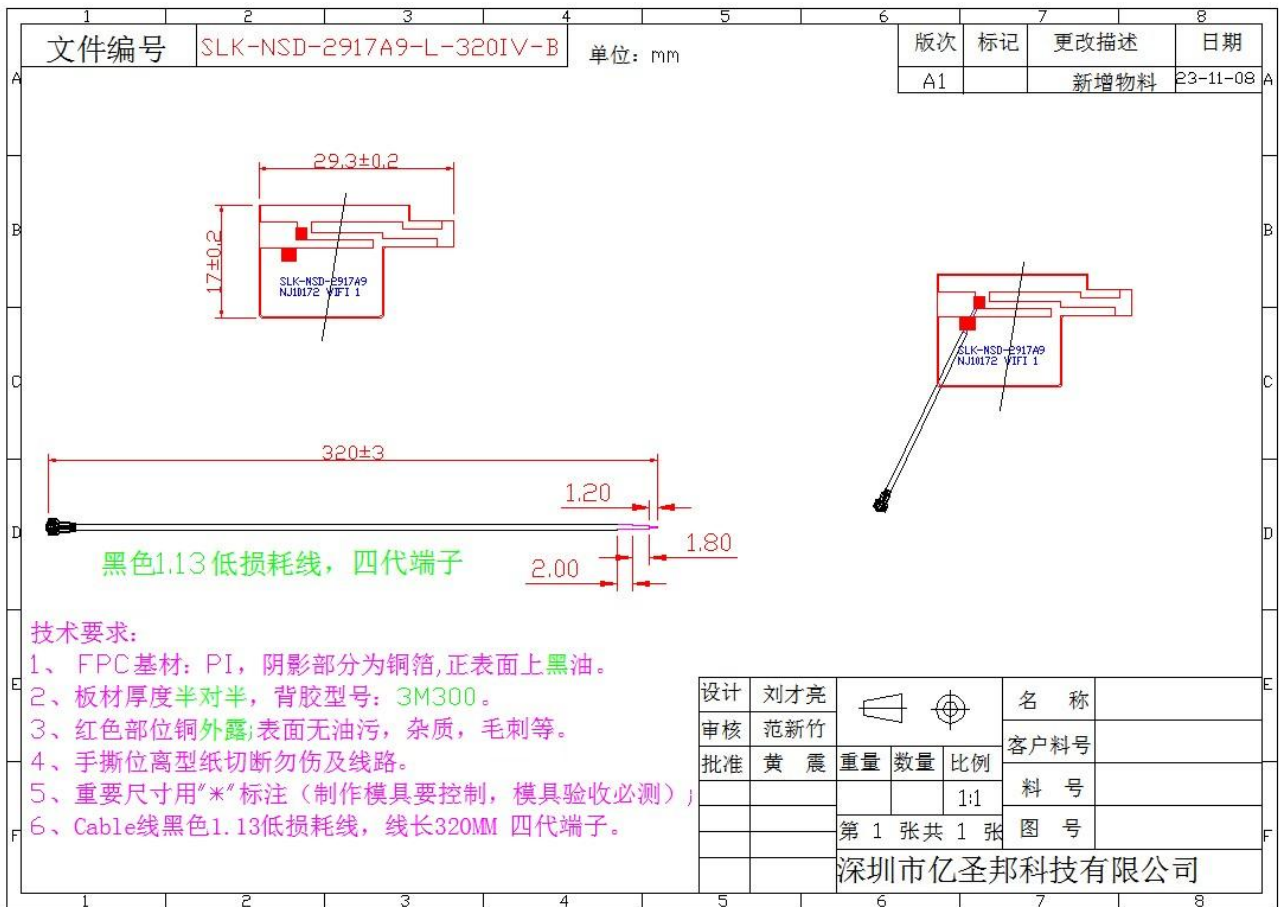 1 2 3 4 5 6 7 8
文件编号 SLK-NSD-2917A9-L-320IV-B 单位：mm
版次 标记 更改描述 日期
A1 新增物料 23-11-08
A A
29.3±0.2
B B
17±0.2
SLK-NSD-2917A9
NJ10172 WIFI 1
SLK-NSD-2917A9
NJ10172 WIFI 1
C C
320±3
1.20
D D
1.80
黑色1.13低损耗线，四代端子
2.00
技术要求:
1、 FPC基材：PI，阴影部分为铜箔,正表面上黑油。
2、板材厚度半对半，背胶型号：3M300。
3、红色部位铜外露;表面无油污，杂质，毛刺等。
4、手撕位离型纸切断勿伤及线路。
5、重要尺寸用"*"标注（制作模具要控制，模具验收必测）;
6、Cable线黑色1.13低损耗线，线长320MM 四代端子。
E E
设计 刘才亮 名 称
审核 范新竹 客户料号
批准 黄 震 重量 数量 比例
料 号
1:1
第 1 张共 1 张 图 号
F F
深圳市亿圣邦科技有限公司
1 2 3 4 5 6 7 8